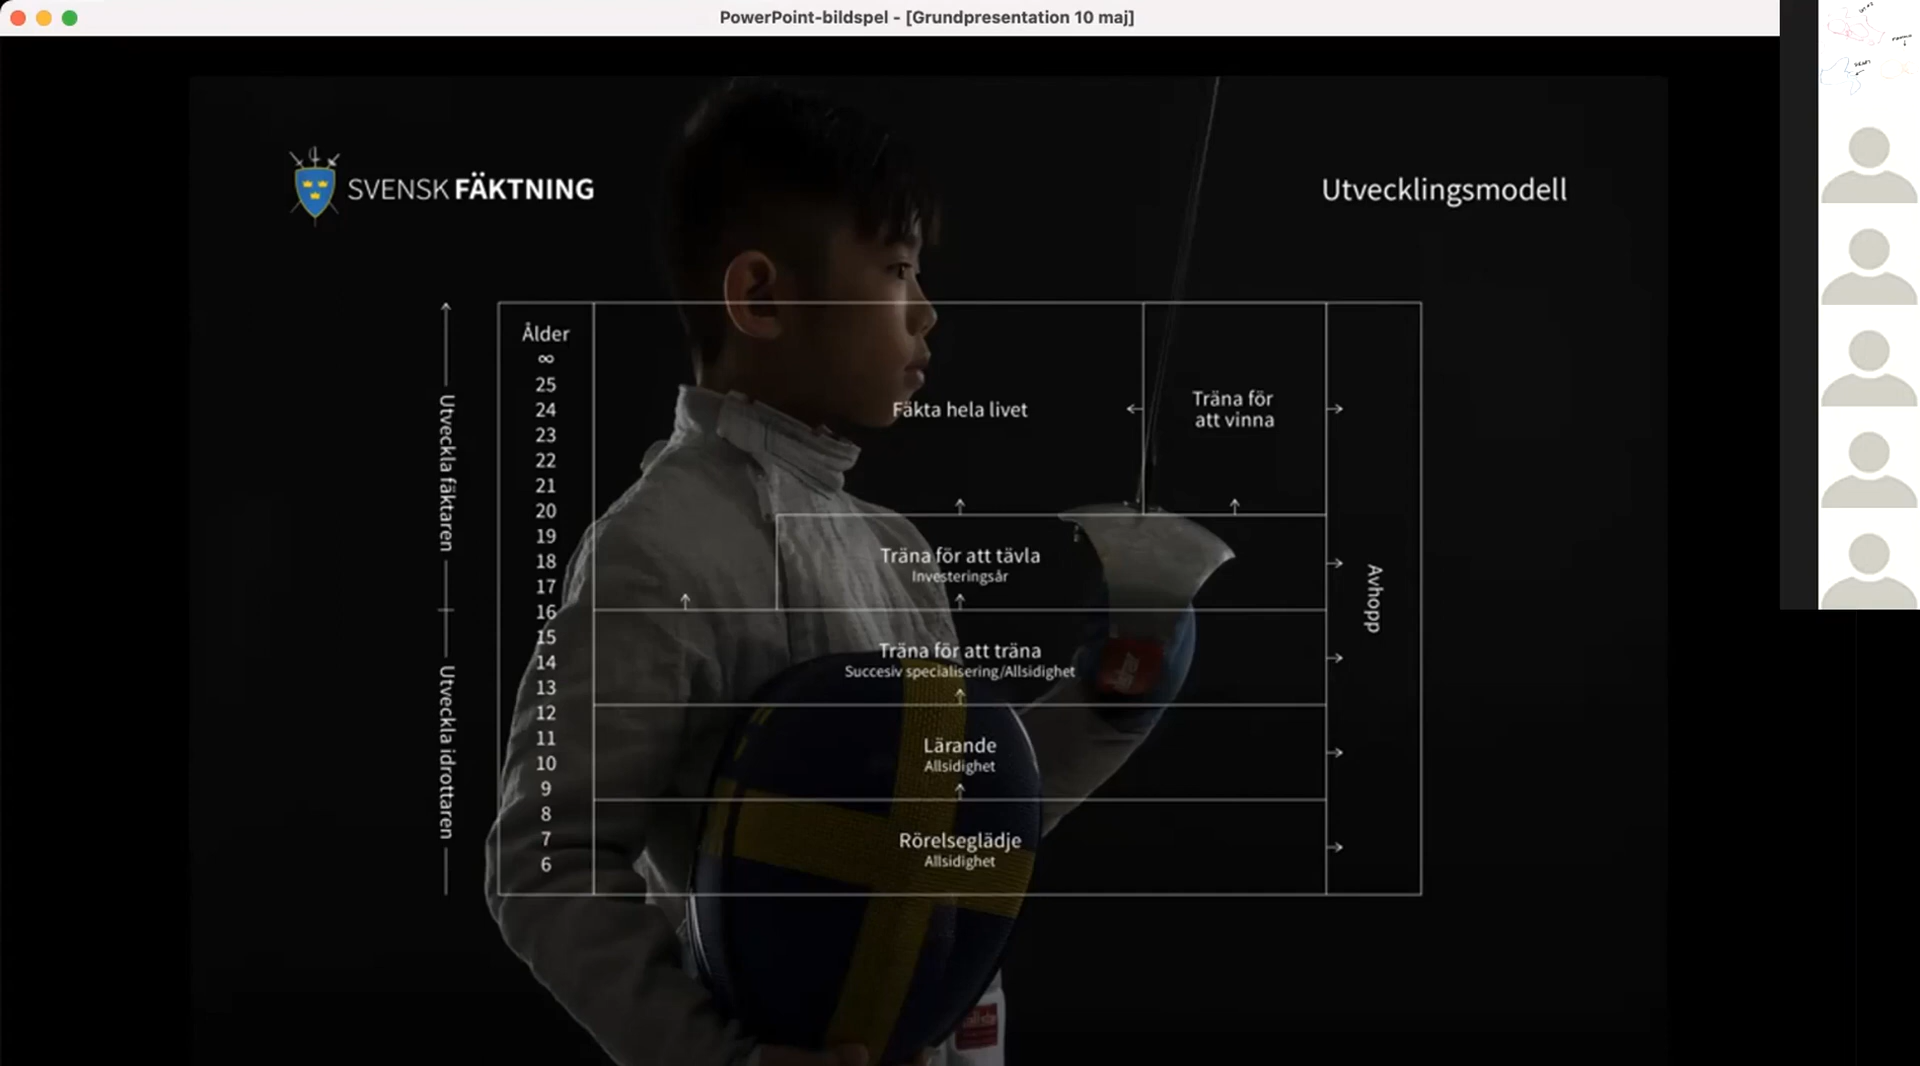 PowerPoint-bildspel - [Grundpresentation 10 maj]
SVENSK FÄKTNING
Utvecklingsmodell
Utveckla fäktaren
Utveckla idrottaren
Ålder
∞
25
24
23
22
21
20
19
18
17
16
15
14
13
12
11
10
9
8
7
6
Fäkta hela livet
Träna för
att vinna
Träna för att tävla
Investeringsår
Träna för att träna
Succesiv specialisering/Allsidighet
Lärande
Allsidighet
Rörelseglädje
Allsidighet
Avhopp